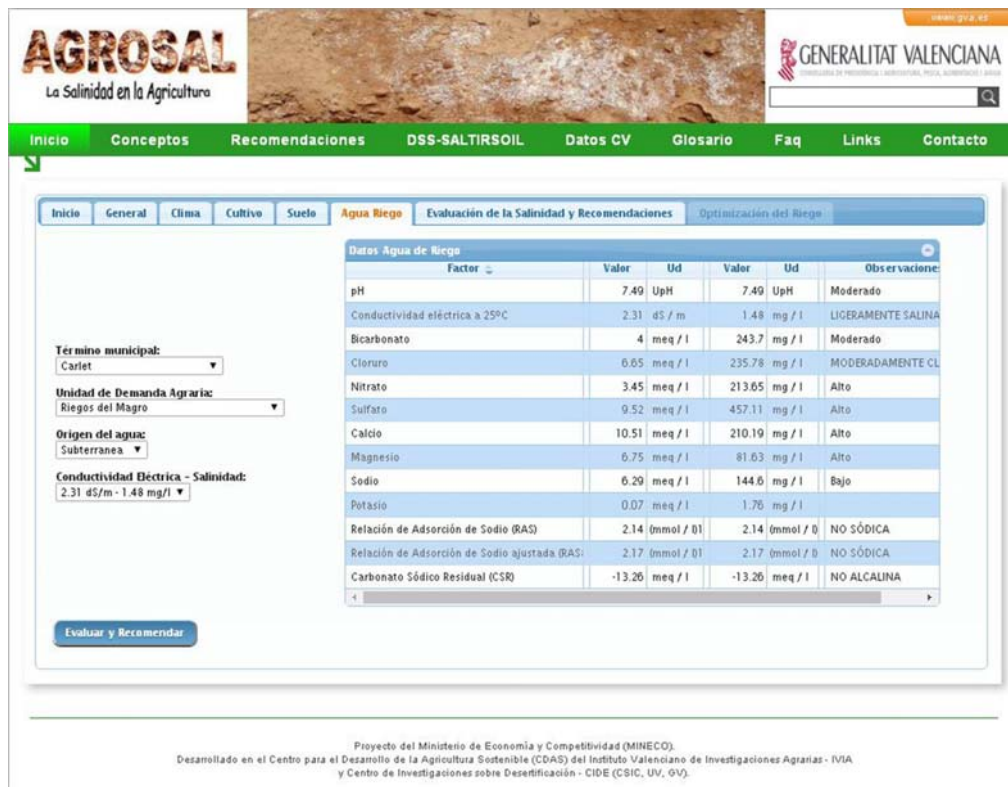 www.gva.es
AGROSAL
La Salinidad en la Agricultura
GENERALITAT VALENCIANA
Inicio Conceptos Recomendaciones DSS-SALTIRSOIL Datos CV Glosario Faq Links Contacto
Inicio General Clima Cultivo Suelo Agua Riego Evaluación de la Salinidad y Recomendaciones Optimización del Riego
Datos Agua de Riego
Factor Valor Ud Valor Ud Observacione
pH 7.49 UpH 7.49 UpH Moderado
Conductividad eléctrica a 25ºC 2.31 dS / m 1.48 mg / l LIGERAMENTE SALINA
Bicarbonato 4 meq / l 243.7 mg / l Moderado
Cloruro 6.65 meq / l 235.78 mg / l MODERADAMENTE CL
Nitrato 3.45 meq / l 213.65 mg / l Alto
Sulfato 9.52 meq / l 457.11 mg / l Alto
Calcio 10.51 meq / l 210.19 mg / l Alto
Magnesio 6.75 meq / l 81.63 mg / l Alto
Sodio 6.29 meq / l 144.6 mg / l Bajo
Potasio 0.07 meq / l 1.76 mg / l
Relación de Adsorción de Sodio (RAS) 2.14 (mmol / l)1 2.14 (mmol / l) NO SÓDICA
Relación de Adsorción de Sodio ajustada (RAS 2.17 (mmol / l)1 2.17 (mmol / l) NO SÓDICA
Carbonato Sódico Residual (CSR) -13.26 meq / l -13.26 meq / l NO ALCALINA
Término municipal:
Carlet
Unidad de Demanda Agraria:
Riegos del Magro
Origen del agua:
Subterranea
Conductividad Eléctrica - Salinidad:
2.31 dS/m - 1.48 mg/l
Evaluar y Recomendar
Proyecto del Ministerio de Economía y Competitividad (MINECO).
Desarrollado en el Centro para el Desarrollo de la Agricultura Sostenible (CDAS) del Instituto Valenciano de Investigaciones Agrarias - IVIA
y Centro de Investigaciones sobre Desertificación - CIDE (CSIC, UV, GV).